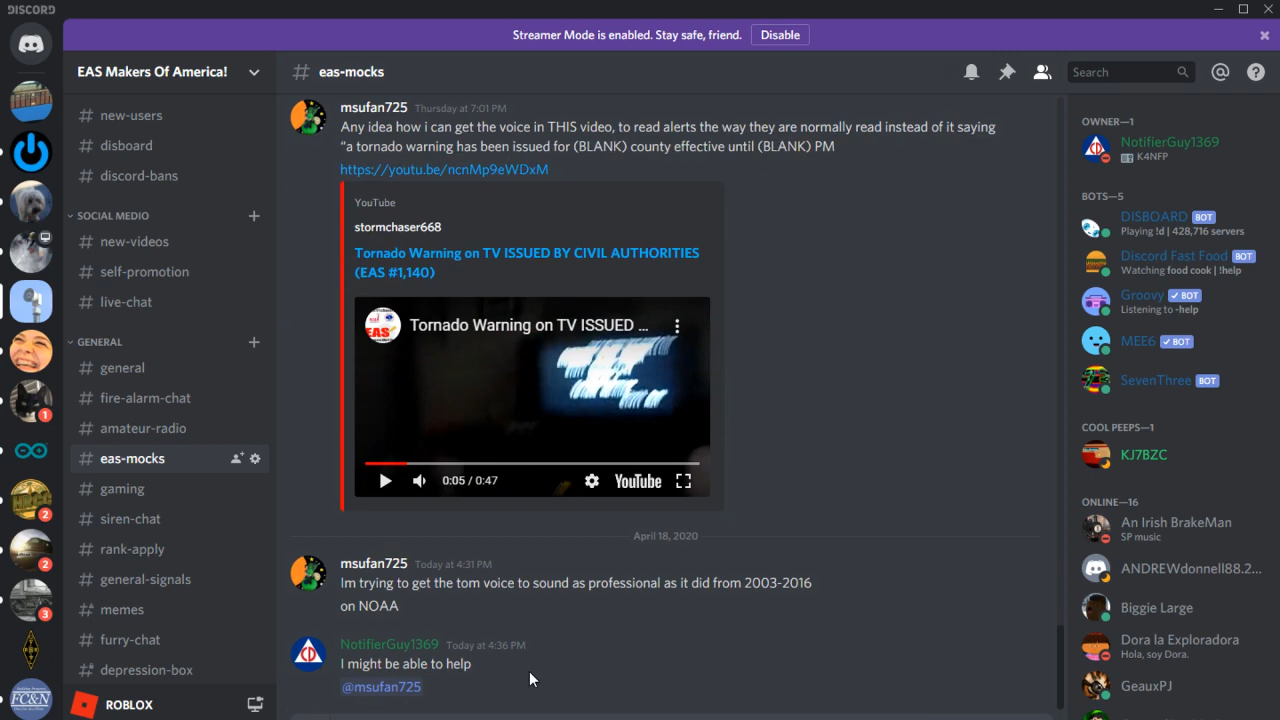 DISCORD
Streamer Mode is enabled. Stay safe, friend.
Disable
EAS Makers Of America!
# new-users
# disboard
# discord-bans
SOCIAL MEDIO
# new-videos
# self-promotion
# live-chat
GENERAL
# general
# fire-alarm-chat
# amateur-radio
# eas-mocks
# gaming
# siren-chat
# rank-apply
# general-signals
# memes
# furry-chat
# depression-box
ROBLOX
1
HRCC
2
2
3
FC&N
# eas-mocks
Search
msufan725 Thursday at 7:01 PM
Any idea how i can get the voice in THIS video, to read alerts the way they are normally read instead of it saying
“a tornado warning has been issued for (BLANK) county effective until (BLANK) PM
https://youtu.be/ncnMp9eWDxM
YouTube
stormchaser668
Tornado Warning on TV ISSUED BY CIVIL AUTHORITIES
(EAS #1,140)
EAS
Tornado Warning on TV ISSUED ...
0:05 / 0:47
YouTube
April 18, 2020
msufan725 Today at 4:31 PM
Im trying to get the tom voice to sound as professional as it did from 2003-2016
on NOAA
NotifierGuy1369 Today at 4:36 PM
I might be able to help
@msufan725
OWNER—1
NotifierGuy1369
K4NFP
BOTS—5
DISBOARD BOT
Playing !d | 428,716 servers
Discord Fast Food BOT
Watching food cook | !help
Groovy ✓ BOT
Listening to -help
MEE6 ✓ BOT
SevenThree BOT
COOL PEEPS—1
KJ7BZC
ONLINE—16
An Irish BrakeMan
SP music
ANDREWdonnell88.2...
Biggie Large
Dora la Exploradora
Hola, soy Dora.
GeauxPJ